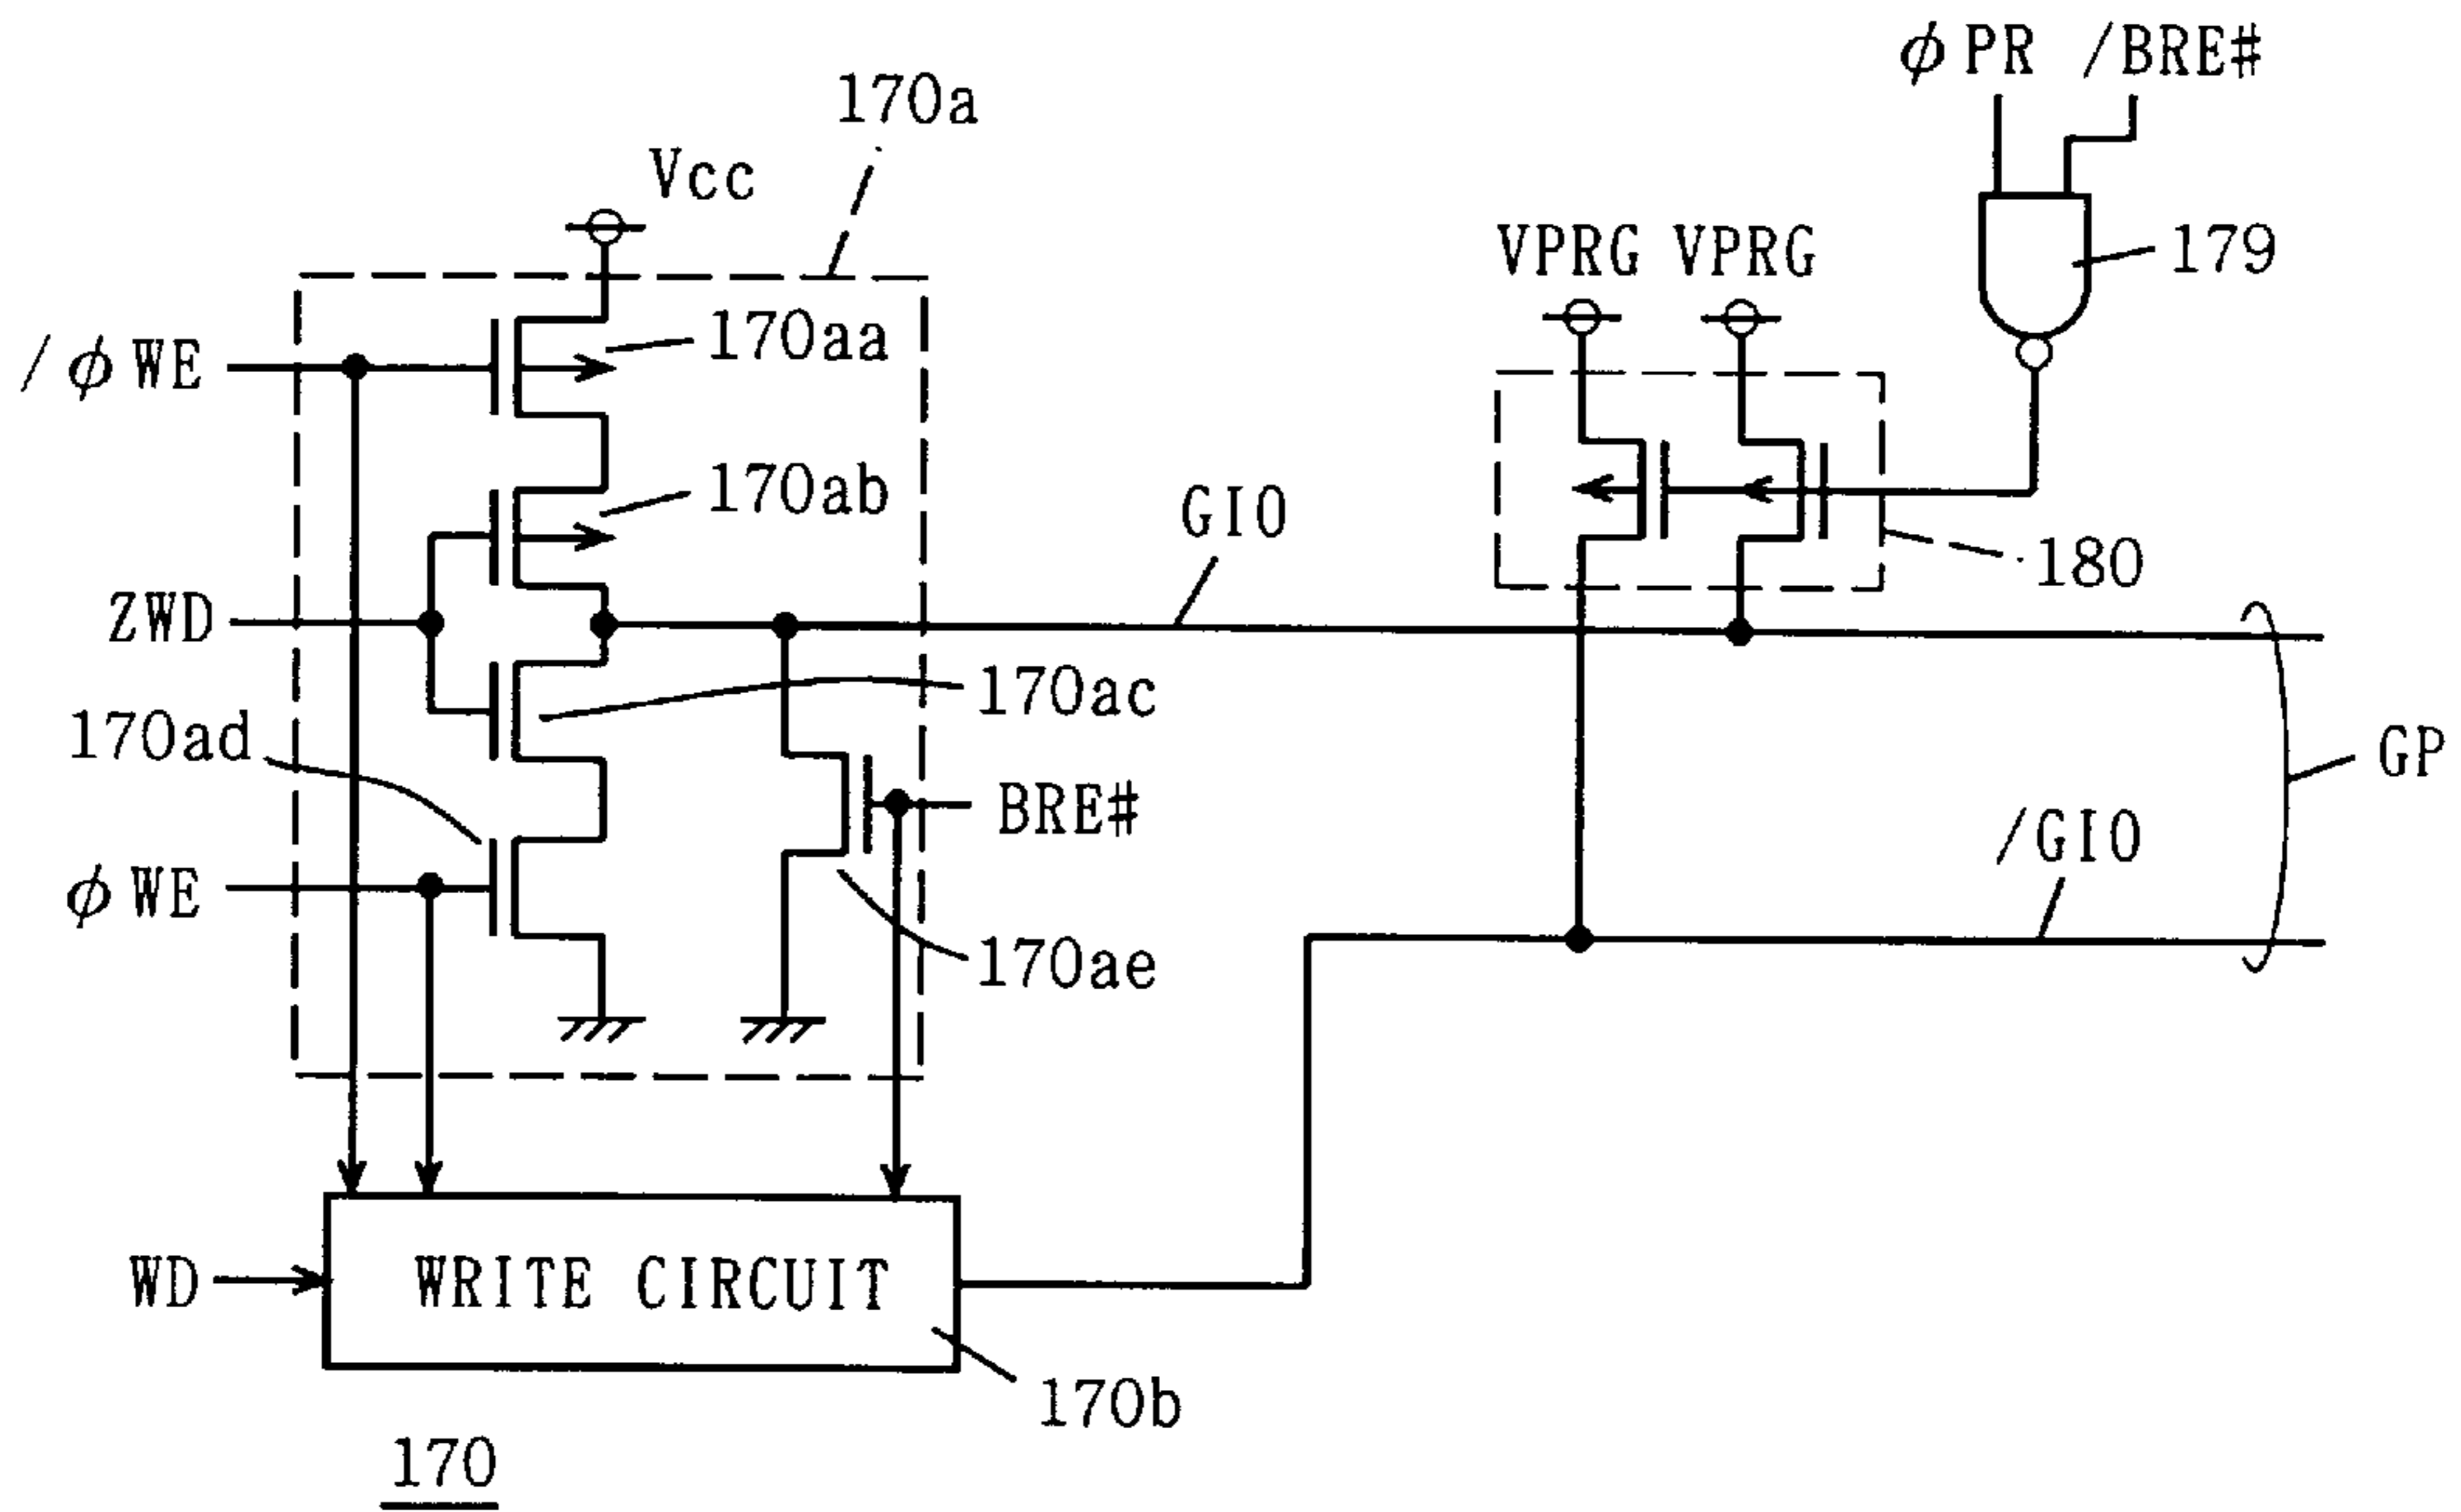 φPR /BRE#
170a
Vcc
VPRG VPRG
179
/φWE
170aa
170ab
GIO
180
ZWD
170ac
170ad
GP
BRE#
/GIO
φWE
170ae
WD
WRITE CIRCUIT
170b
170